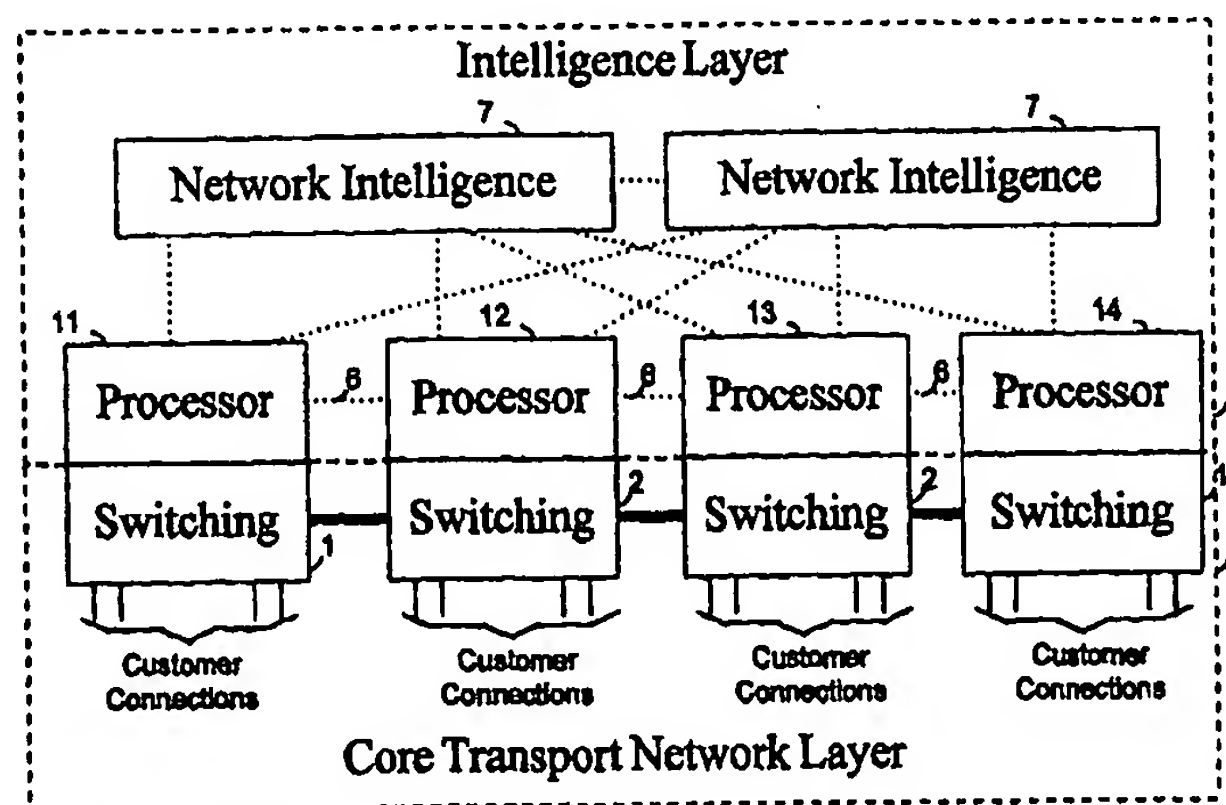 Intelligence Layer
7 7
Network Intelligence Network Intelligence
11 12 13 14
Processor 6 Processor 6 Processor 6 Processor
2 2 1
Switching Switching Switching Switching
1
Customer Connections Customer Connections Customer Connections Customer Connections
Core Transport Network Layer